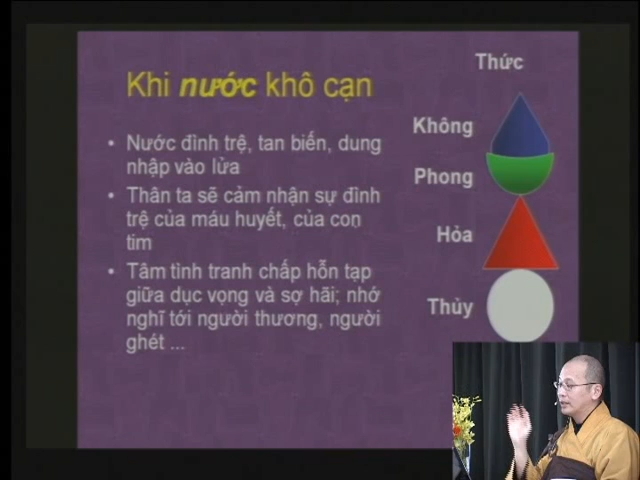 Khi nước khô cạn
• Nước đình trệ, tan biến, dung
nhập vào lửa
• Thân ta sẽ cảm nhận sự đình
trệ của máu huyết, của con
tim
• Tâm tình tranh chấp hỗn tạp
giữa dục vọng và sợ hãi; nhớ
nghĩ tới người thương, người
ghét ...
Thức
Không
Phong
Hỏa
Thủy